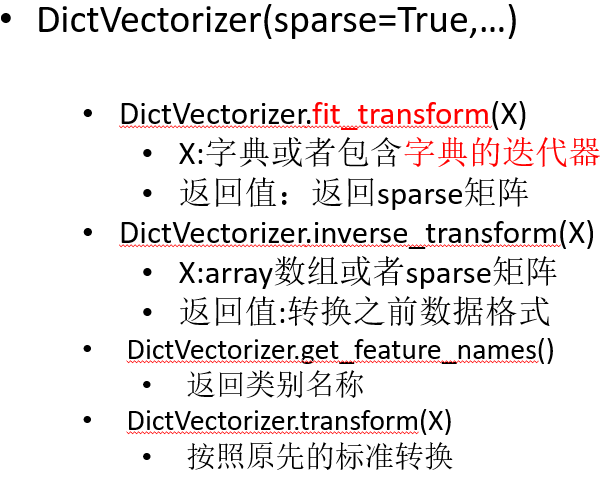 • DictVectorizer(sparse=True,…)
• DictVectorizer.fit_transform(X)
• X:字典或者包含字典的迭代器
• 返回值：返回sparse矩阵
• DictVectorizer.inverse_transform(X)
• X:array数组或者sparse矩阵
• 返回值:转换之前数据格式
• DictVectorizer.get_feature_names()
• 返回类别名称
• DictVectorizer.transform(X)
• 按照原先的标准转换